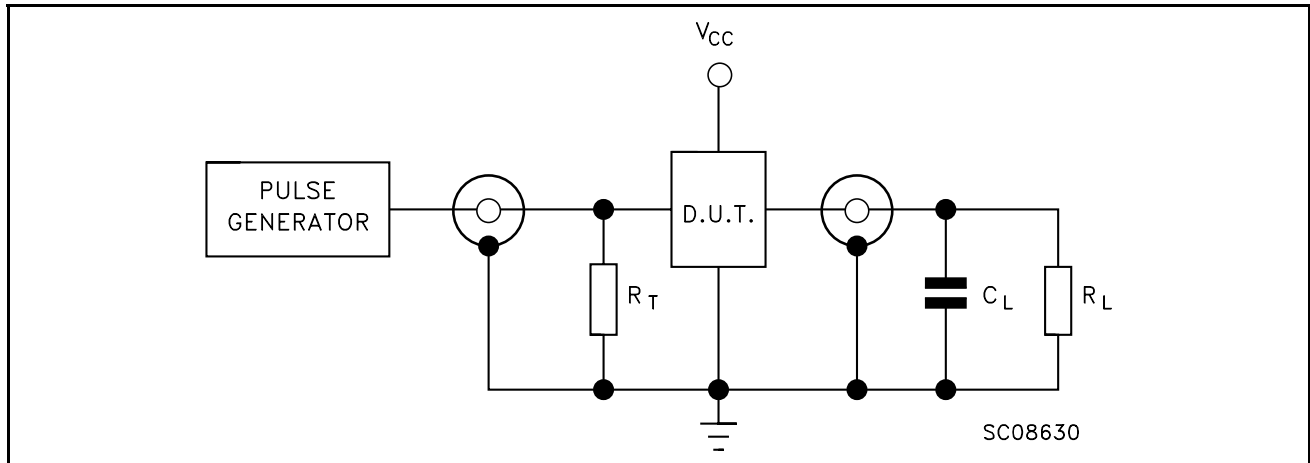 VCC
PULSE
GENERATOR
D.U.T.
RT
CL
RL
SC08630